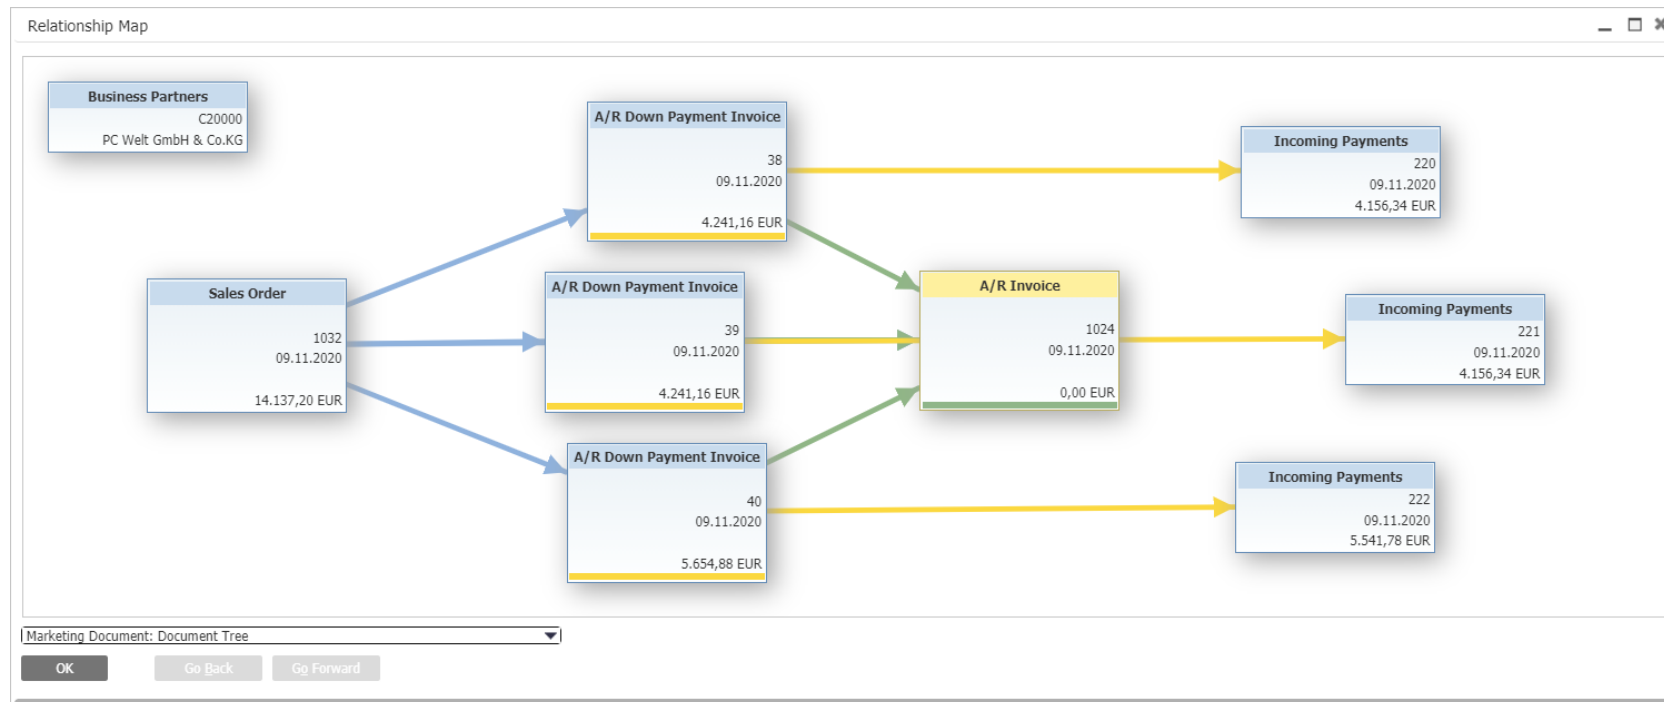 Relationship Map
Business Partners
C20000
PC Welt GmbH & Co.KG
A/R Down Payment Invoice
38
09.11.2020
4.241,16 EUR
Incoming Payments
220
09.11.2020
4.156,34 EUR
Sales Order
1032
09.11.2020
14.137,20 EUR
A/R Down Payment Invoice
39
09.11.2020
4.241,16 EUR
A/R Invoice
1024
09.11.2020
0,00 EUR
Incoming Payments
221
09.11.2020
4.156,34 EUR
A/R Down Payment Invoice
40
09.11.2020
5.654,88 EUR
Incoming Payments
222
09.11.2020
5.541,78 EUR
Marketing Document: Document Tree
OK
Go Back
Go Forward